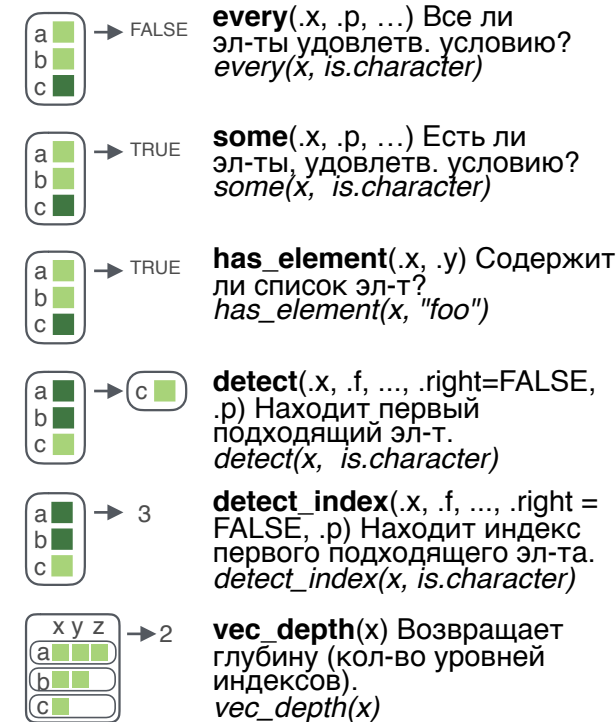 a
b
c
FALSE
every(.x, .p, …) Все ли
эл-ты удовлетв. условию?
every(x, is.character)
a
b
c
TRUE
some(.x, .p, …) Есть ли
эл-ты, удовлетв. условию?
some(x,  is.character)
a
b
c
TRUE
has_element(.x, .y) Содержит
ли список эл-т?
has_element(x, "foo")
a
b
c
c
detect(.x, .f, ..., .right=FALSE,
.p) Находит первый
подходящий эл-т.
detect(x,  is.character)
a
b
c
3
detect_index(.x, .f, ..., .right =
FALSE, .p) Находит индекс
первого подходящего эл-та.
detect_index(x, is.character)
x y z
a
b
c
2
vec_depth(x) Возвращает
глубину (кол-во уровней
индексов).
vec_depth(x)